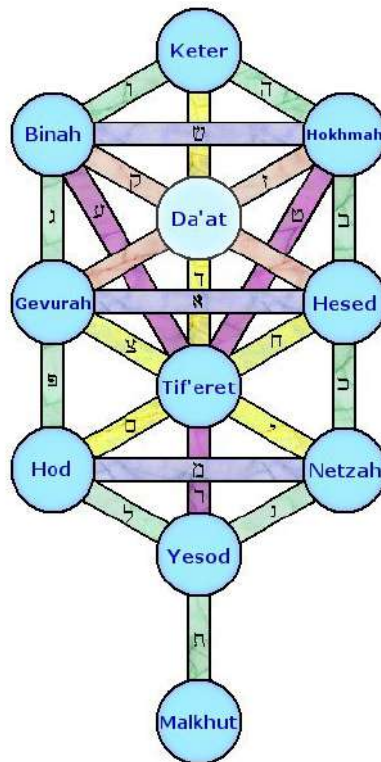 Keter
ו
ה
Binah
ש
Hokhmah
ק
ז
ע
Da'at
ט
ג
ב
ד
Gevurah
א
Hesed
צ
ח
פ
Tif'eret
כ
ס
י
Hod
מ
Netzah
ר
ל
נ
Yesod
ת
Malkhut